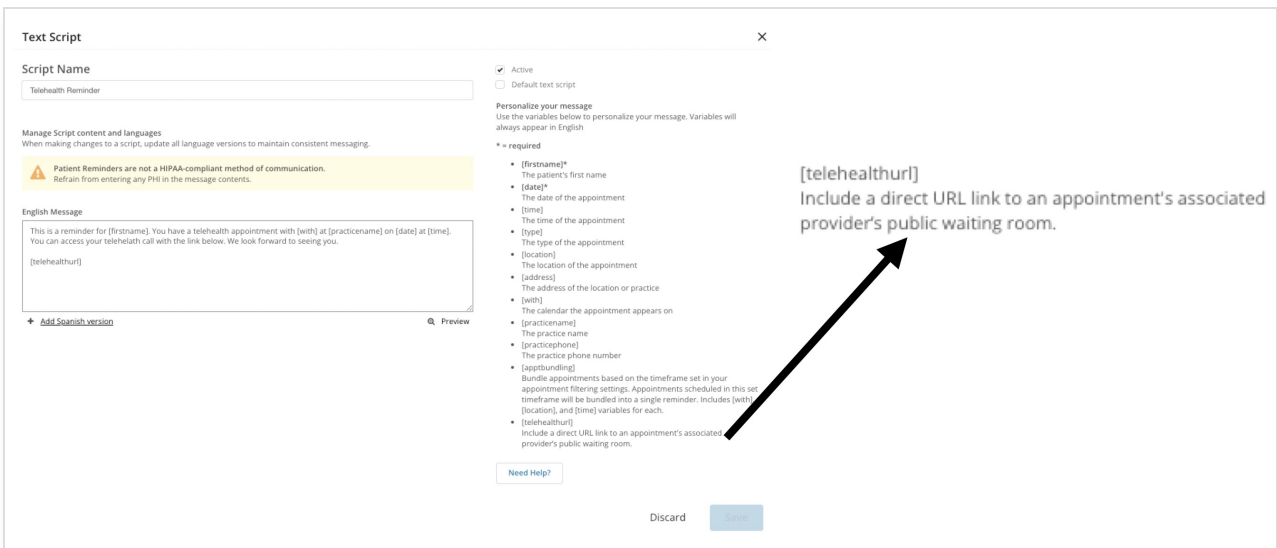 Text Script
Script Name
Telehealth Reminder
Manage Script content and languages
When making changes to a script, update all language versions to maintain consistent messaging.
Patient Reminders are not a HIPAA-compliant method of communication.
Refrain from entering any PHI in the message contents.
English Message
This is a reminder for [firstname]. You have a telehealth appointment with [with] at [practicename] on [date] at [time].
You can access your telehelath call with the link below. We look forward to seeing you.
[telehealthurl]
+ Add Spanish version
Preview
Active
Default text script
Personalize your message
Use the variables below to personalize your message. Variables will
always appear in English
* = required
• [firstname]*
The patient's first name
• [date]*
The date of the appointment
• [time]
The time of the appointment
• [type]
The type of the appointment
• [location]
The location of the appointment
• [address]
The address of the location or practice
• [with]
The calendar the appointment appears on
• [practicename]
The practice name
• [practicephone]
The practice phone number
• [apptbundling]
Bundle appointments based on the timeframe set in your
appointment filtering settings. Appointments scheduled in this set
timeframe will be bundled into a single reminder. Includes [with],
[location], and [time] variables for each.
• [telehealthurl]
Include a direct URL link to an appointment's associated
provider's public waiting room.
Need Help?
Discard
Save
[telehealthurl]
Include a direct URL link to an appointment's associated
provider's public waiting room.